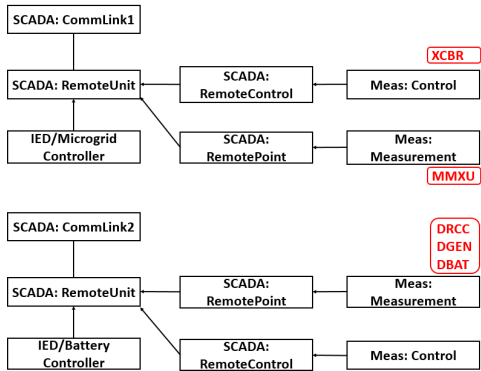 SCADA: CommLink1
XCBR
SCADA: RemoteUnit
SCADA:
RemoteControl
Meas: Control
IED/Microgrid
Controller
SCADA:
RemotePoint
Meas:
Measurement
MMXU
SCADA: CommLink2
DRCC
DGEN
DBAT
SCADA: RemoteUnit
SCADA:
RemotePoint
Meas:
Measurement
IED/Battery
Controller
SCADA:
RemoteControl
Meas: Control